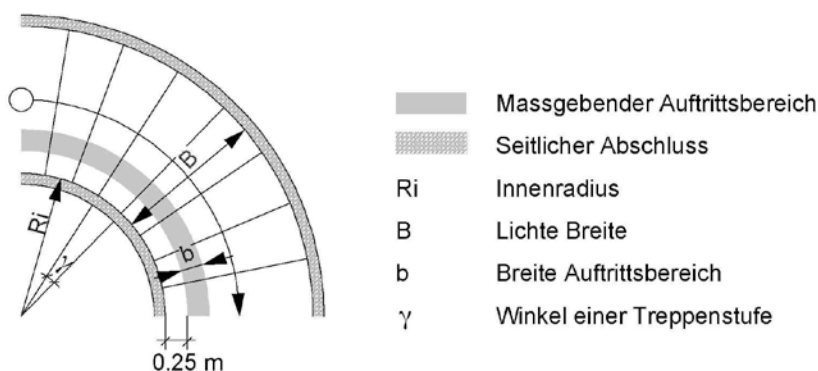 B
Ri
b
γ
0.25 m
Massgebender Auftrittsbereich
Seitlicher Abschluss
Ri Innenradius
B Lichte Breite
b Breite Auftrittsbereich
γ Winkel einer Treppenstufe